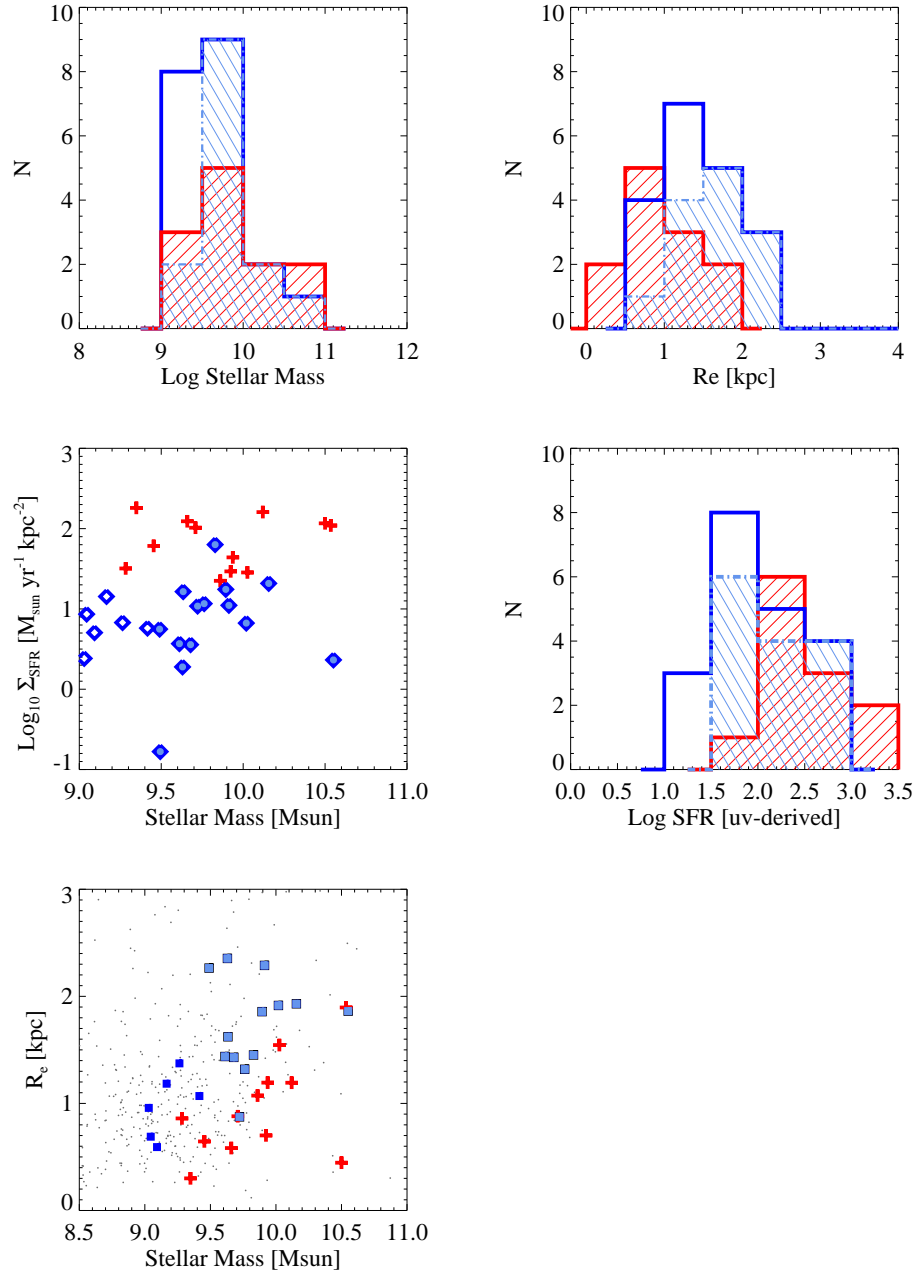 10
8
6
4
2
0
N
8 9 10 11 12
Log Stellar Mass
10
8
6
4
2
0
N
0 1 2 3 4
Re [kpc]
3
2
1
0
-1
Log₁₀ Σ_SFR [M_sun yr⁻¹ kpc⁻²]
9.0 9.5 10.0 10.5 11.0
Stellar Mass [Msun]
10
8
6
4
2
0
N
0.0 0.5 1.0 1.5 2.0 2.5 3.0 3.5
Log SFR [uv-derived]
3
2
1
0
R_e [kpc]
8.5 9.0 9.5 10.0 10.5 11.0
Stellar Mass [Msun]